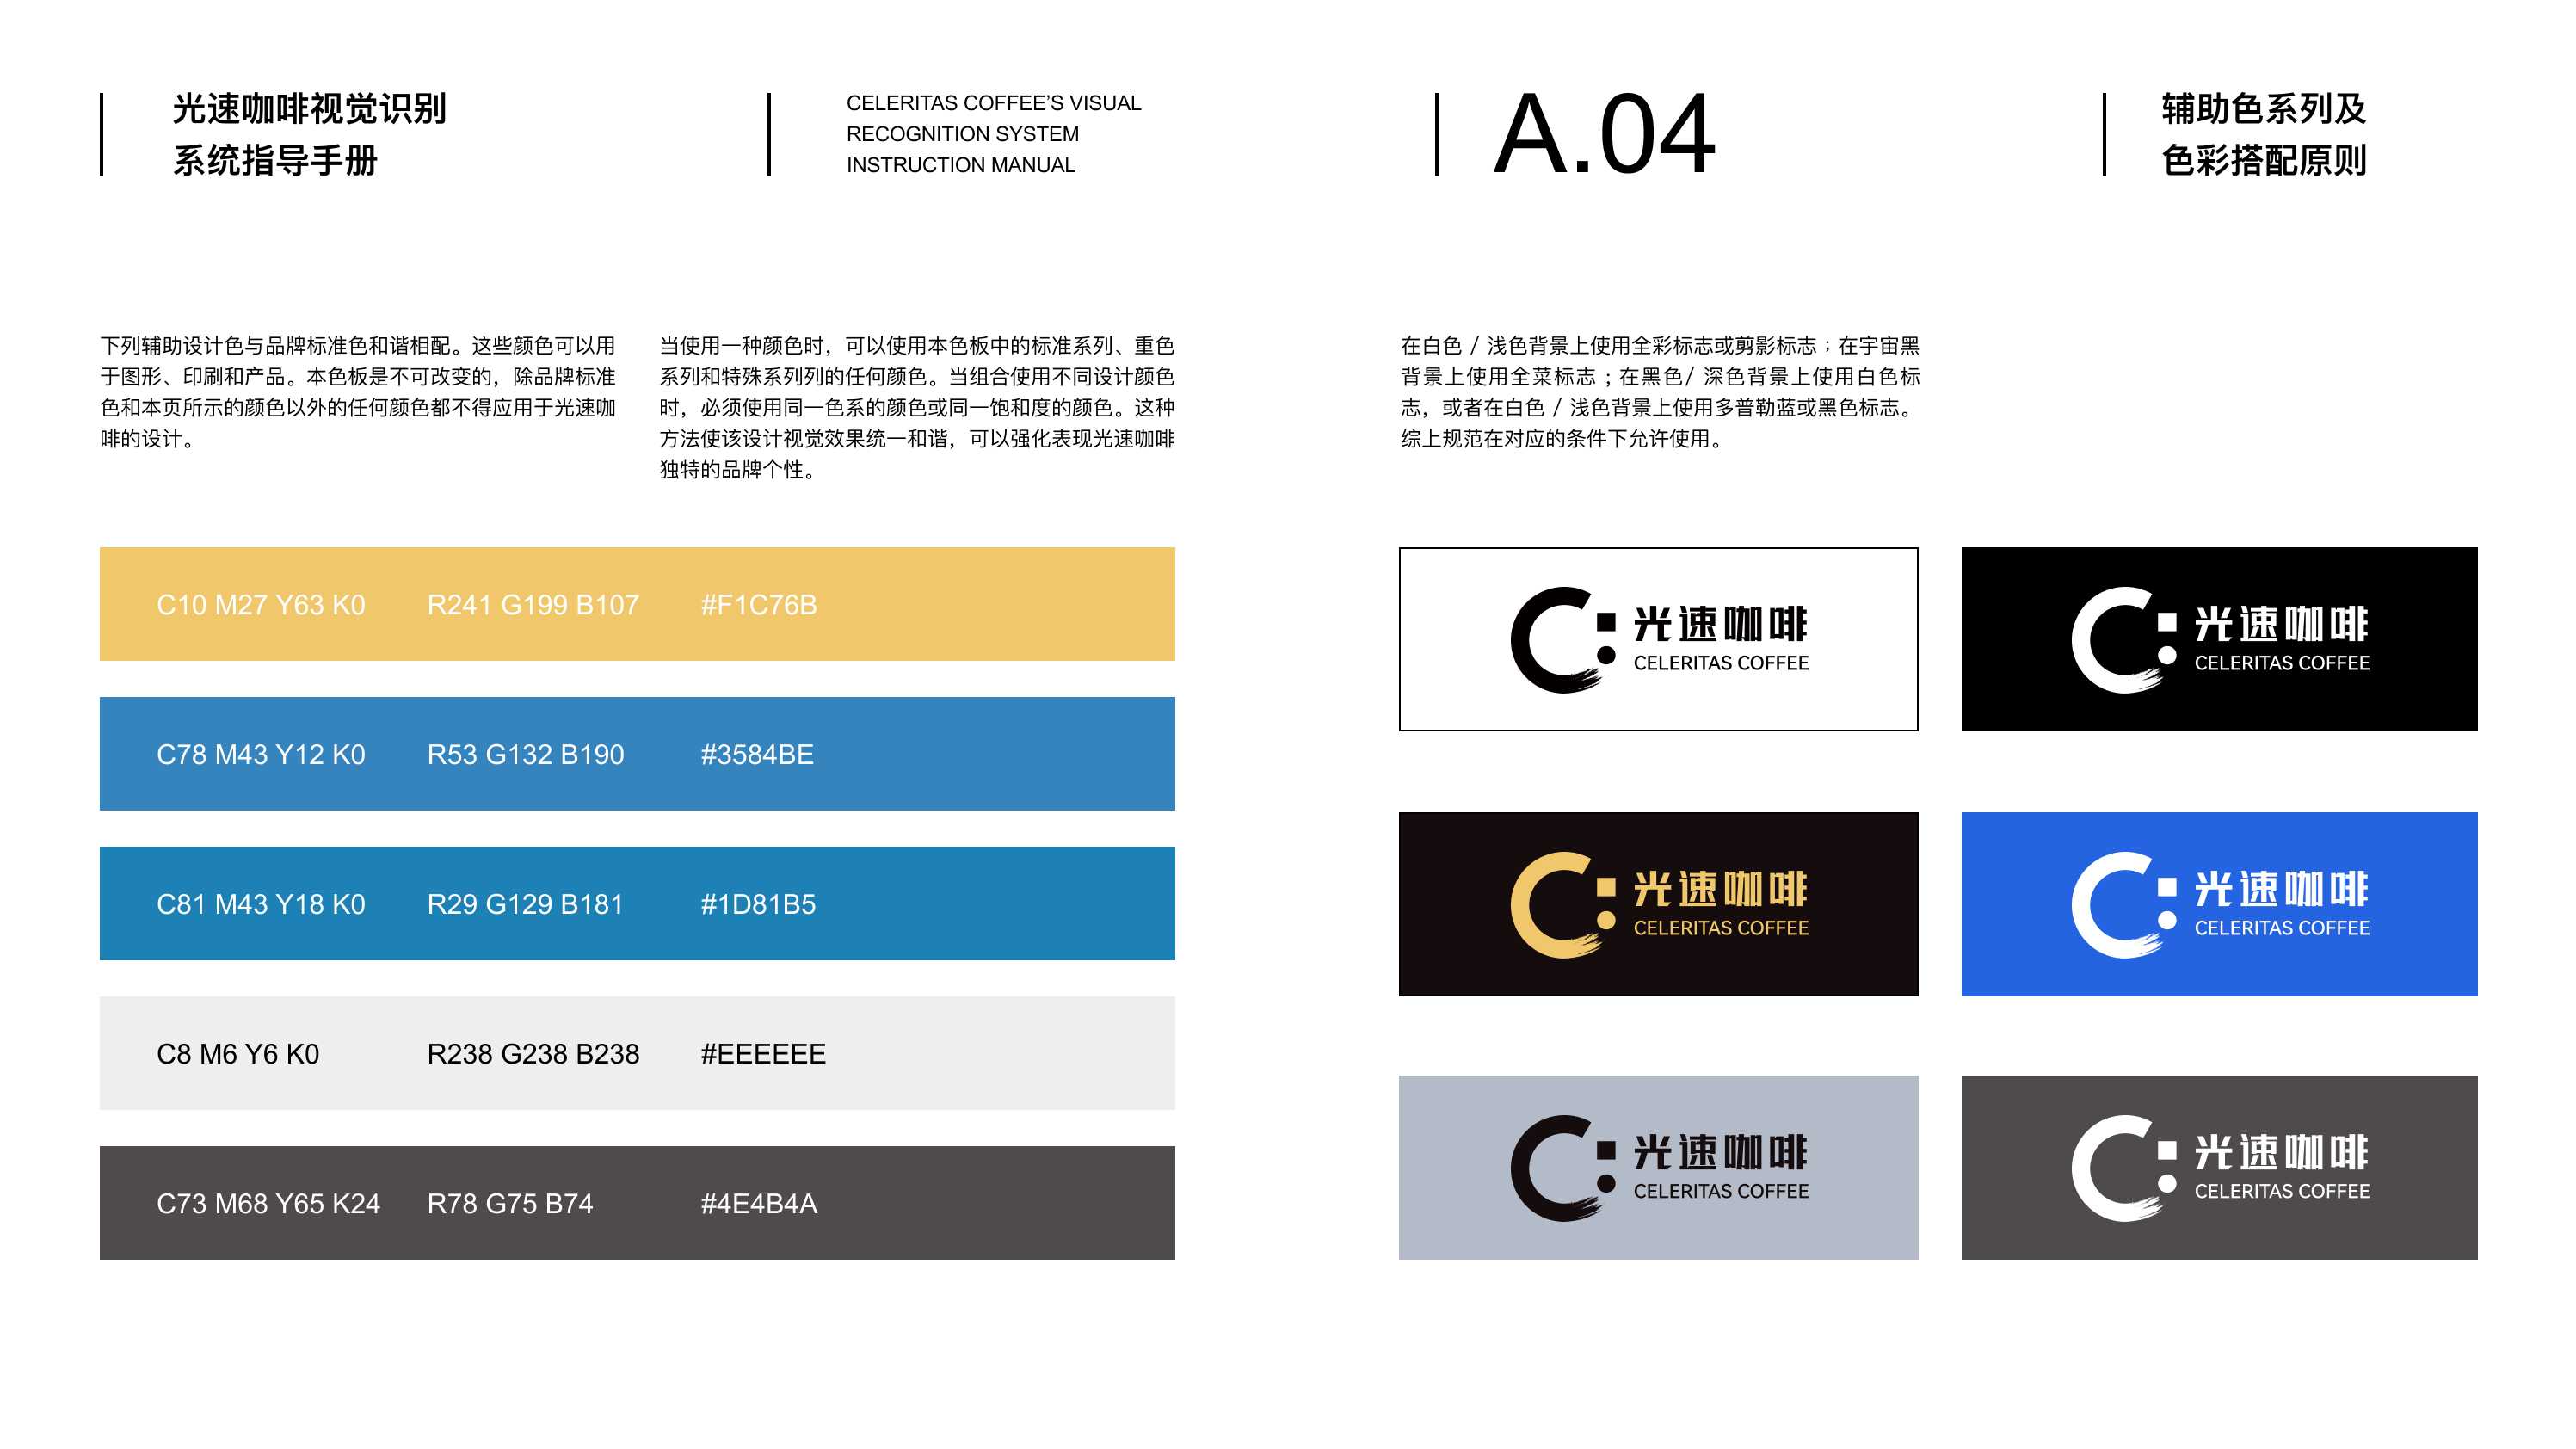 光速咖啡视觉识别
系统指导手册
CELERITAS COFFEE’S VISUAL
RECOGNITION SYSTEM
INSTRUCTION MANUAL
A.04
辅助色系列及
色彩搭配原则
下列辅助设计色与品牌标准色和谐相配。这些颜色可以用
于图形、印刷和产品。本色板是不可改变的，除品牌标准
色和本页所示的颜色以外的任何颜色都不得应用于光速咖
啡的设计。
当使用一种颜色时，可以使用本色板中的标准系列、重色
系列和特殊系列列的任何颜色。当组合使用不同设计颜色
时，必须使用同一色系的颜色或同一饱和度的颜色。这种
方法使该设计视觉效果统一和谐，可以强化表现光速咖啡
独特的品牌个性。
在白色 / 浅色背景上使用全彩标志或剪影标志；在宇宙黑
背景上使用全菜标志；在黑色/ 深色背景上使用白色标
志，或者在白色 / 浅色背景上使用多普勒蓝或黑色标志。
综上规范在对应的条件下允许使用。
C10 M27 Y63 K0 R241 G199 B107 #F1C76B
C78 M43 Y12 K0 R53 G132 B190 #3584BE
C81 M43 Y18 K0 R29 G129 B181 #1D81B5
C8 M6 Y6 K0 R238 G238 B238 #EEEEEE
C73 M68 Y65 K24 R78 G75 B74 #4E4B4A
光速咖啡
CELERITAS COFFEE
光速咖啡
CELERITAS COFFEE
光速咖啡
CELERITAS COFFEE
光速咖啡
CELERITAS COFFEE
光速咖啡
CELERITAS COFFEE
光速咖啡
CELERITAS COFFEE